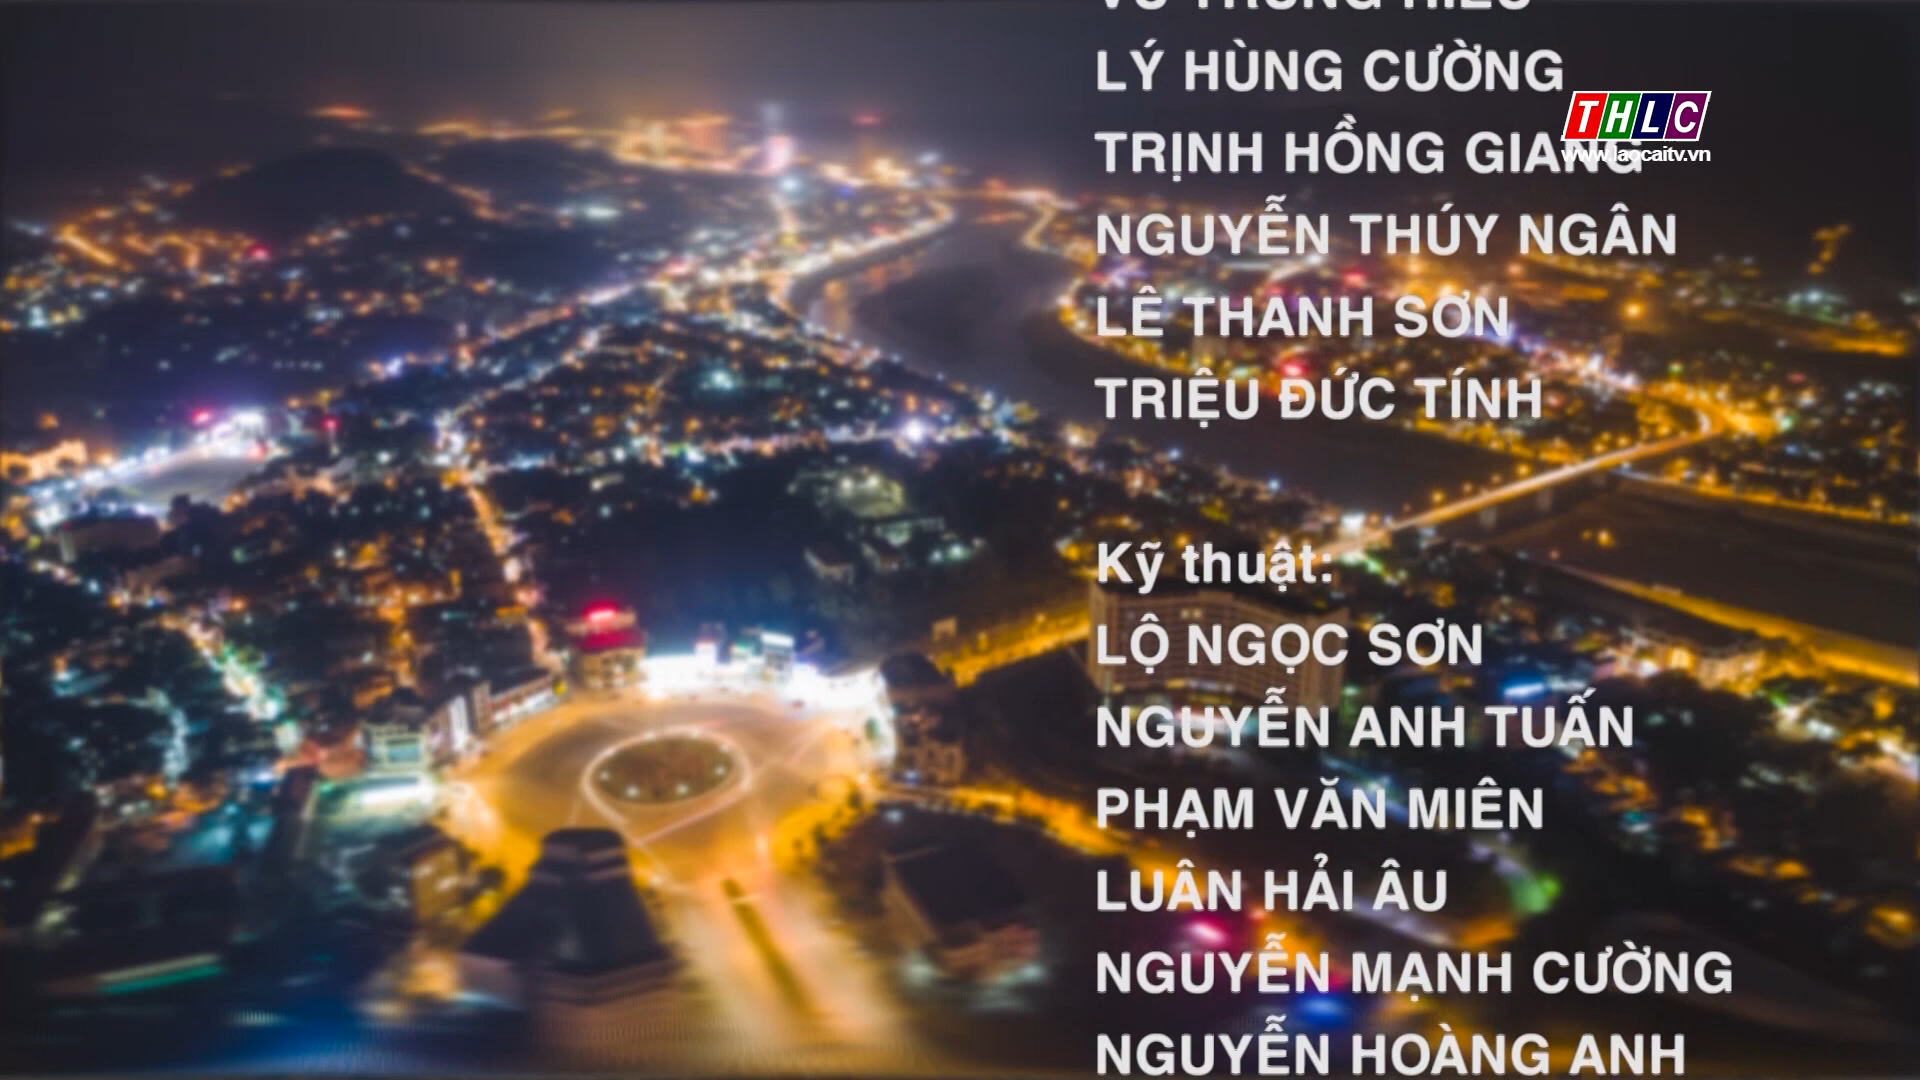 LÝ HÙNG CƯỜNG
THLC
TRỊNH HỒNG GIANG
www.laocaitv.vn
NGUYỄN THÚY NGÂN
LÊ THANH SƠN
TRIỆU ĐỨC TÍNH
Kỹ thuật:
LỘ NGỌC SƠN
NGUYỄN ANH TUẤN
PHẠM VĂN MIÊN
LUÂN HẢI ÂU
NGUYỄN MẠNH CƯỜNG
NGUYỄN HOÀNG ANH